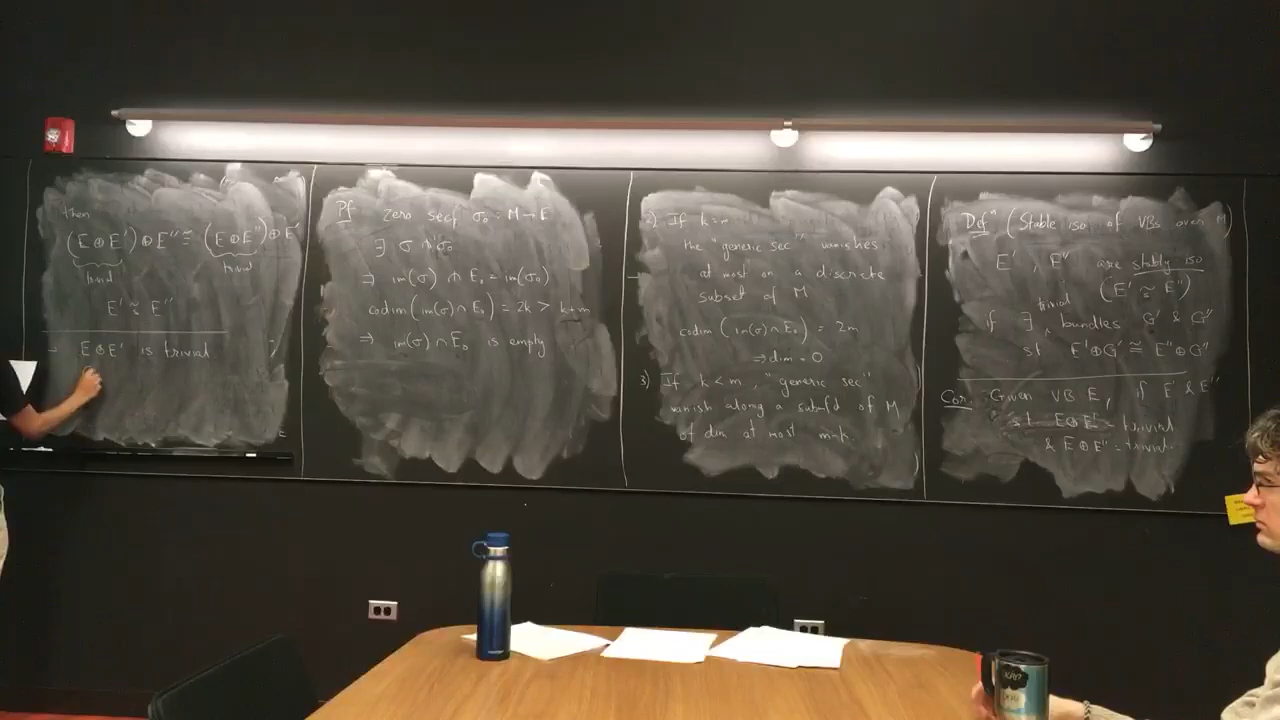 then
(E⊕E')⊕E'' ≅ (E⊕E'')⊕E'
trivial trivial
E' ≃ E''
- E⊕E' is trivial
Pf Zero sect σ₀ : M → E
∃ σ ⋔ σ₀
⇒ im(σ) ⋔ E₀ = im(σ₀)
codim(im(σ) ∩ E₀) = 2k > k+m
⇒ im(σ) ∩ E₀ is empty
2) If k = m
the "generic sec" vanishes
at most on a discrete
subset of M
codim (im(σ) ∩ E₀) = 2m
⇒ dim = 0
3) If k < m, "generic sec"
vanish along a submfd of M
of dim at most m-k.
Defⁿ (Stable iso of VBs over M)
E', E'' are stably iso
(E' ≃ E'')
if ∃ trivial bundles G' & G''
st E'⊕G' ≅ E''⊕G''
Cor: Given VB E, if E' & E''
st E⊕E' - trivial
& E⊕E'' - trivial.